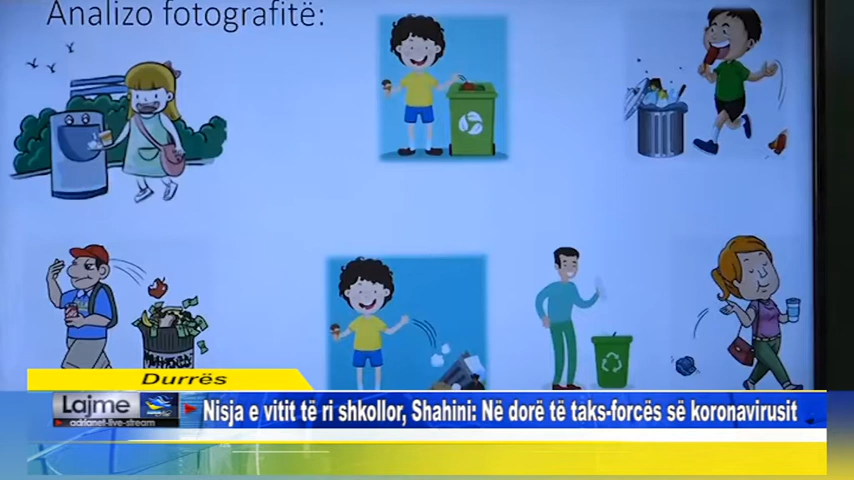 Analizo fotografitë:
Durrës
Lajme
adrianet-live-stream
Nisja e vitit të ri shkollor, Shahini: Në dorë të taks-forcës së koronavirusit